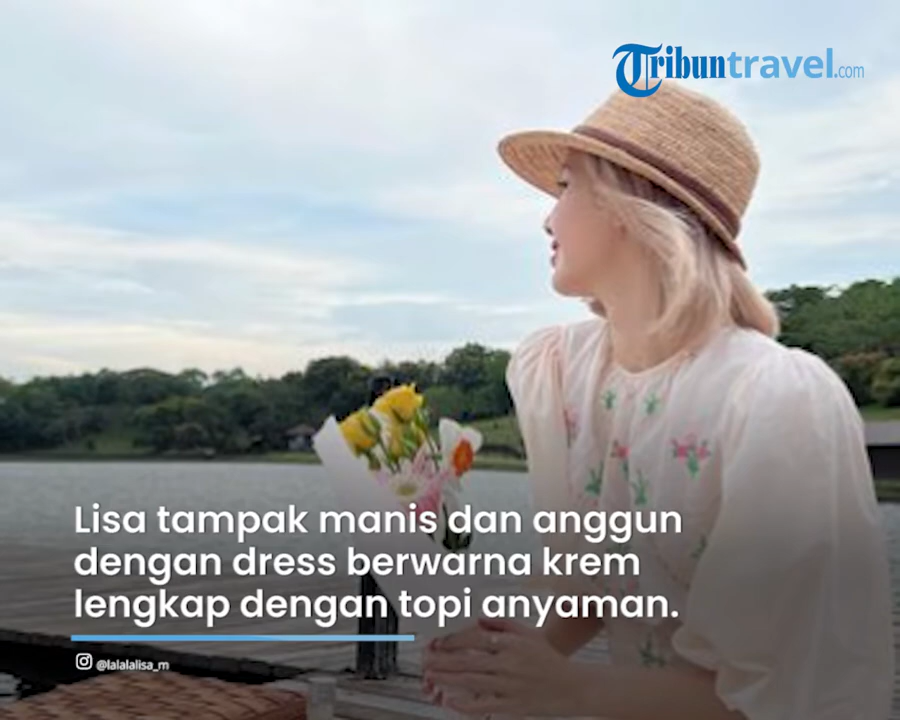 Tribuntravel.com
Lisa tampak manis dan anggun
dengan dress berwarna krem
lengkap dengan topi anyaman.
@lalalalisa_m